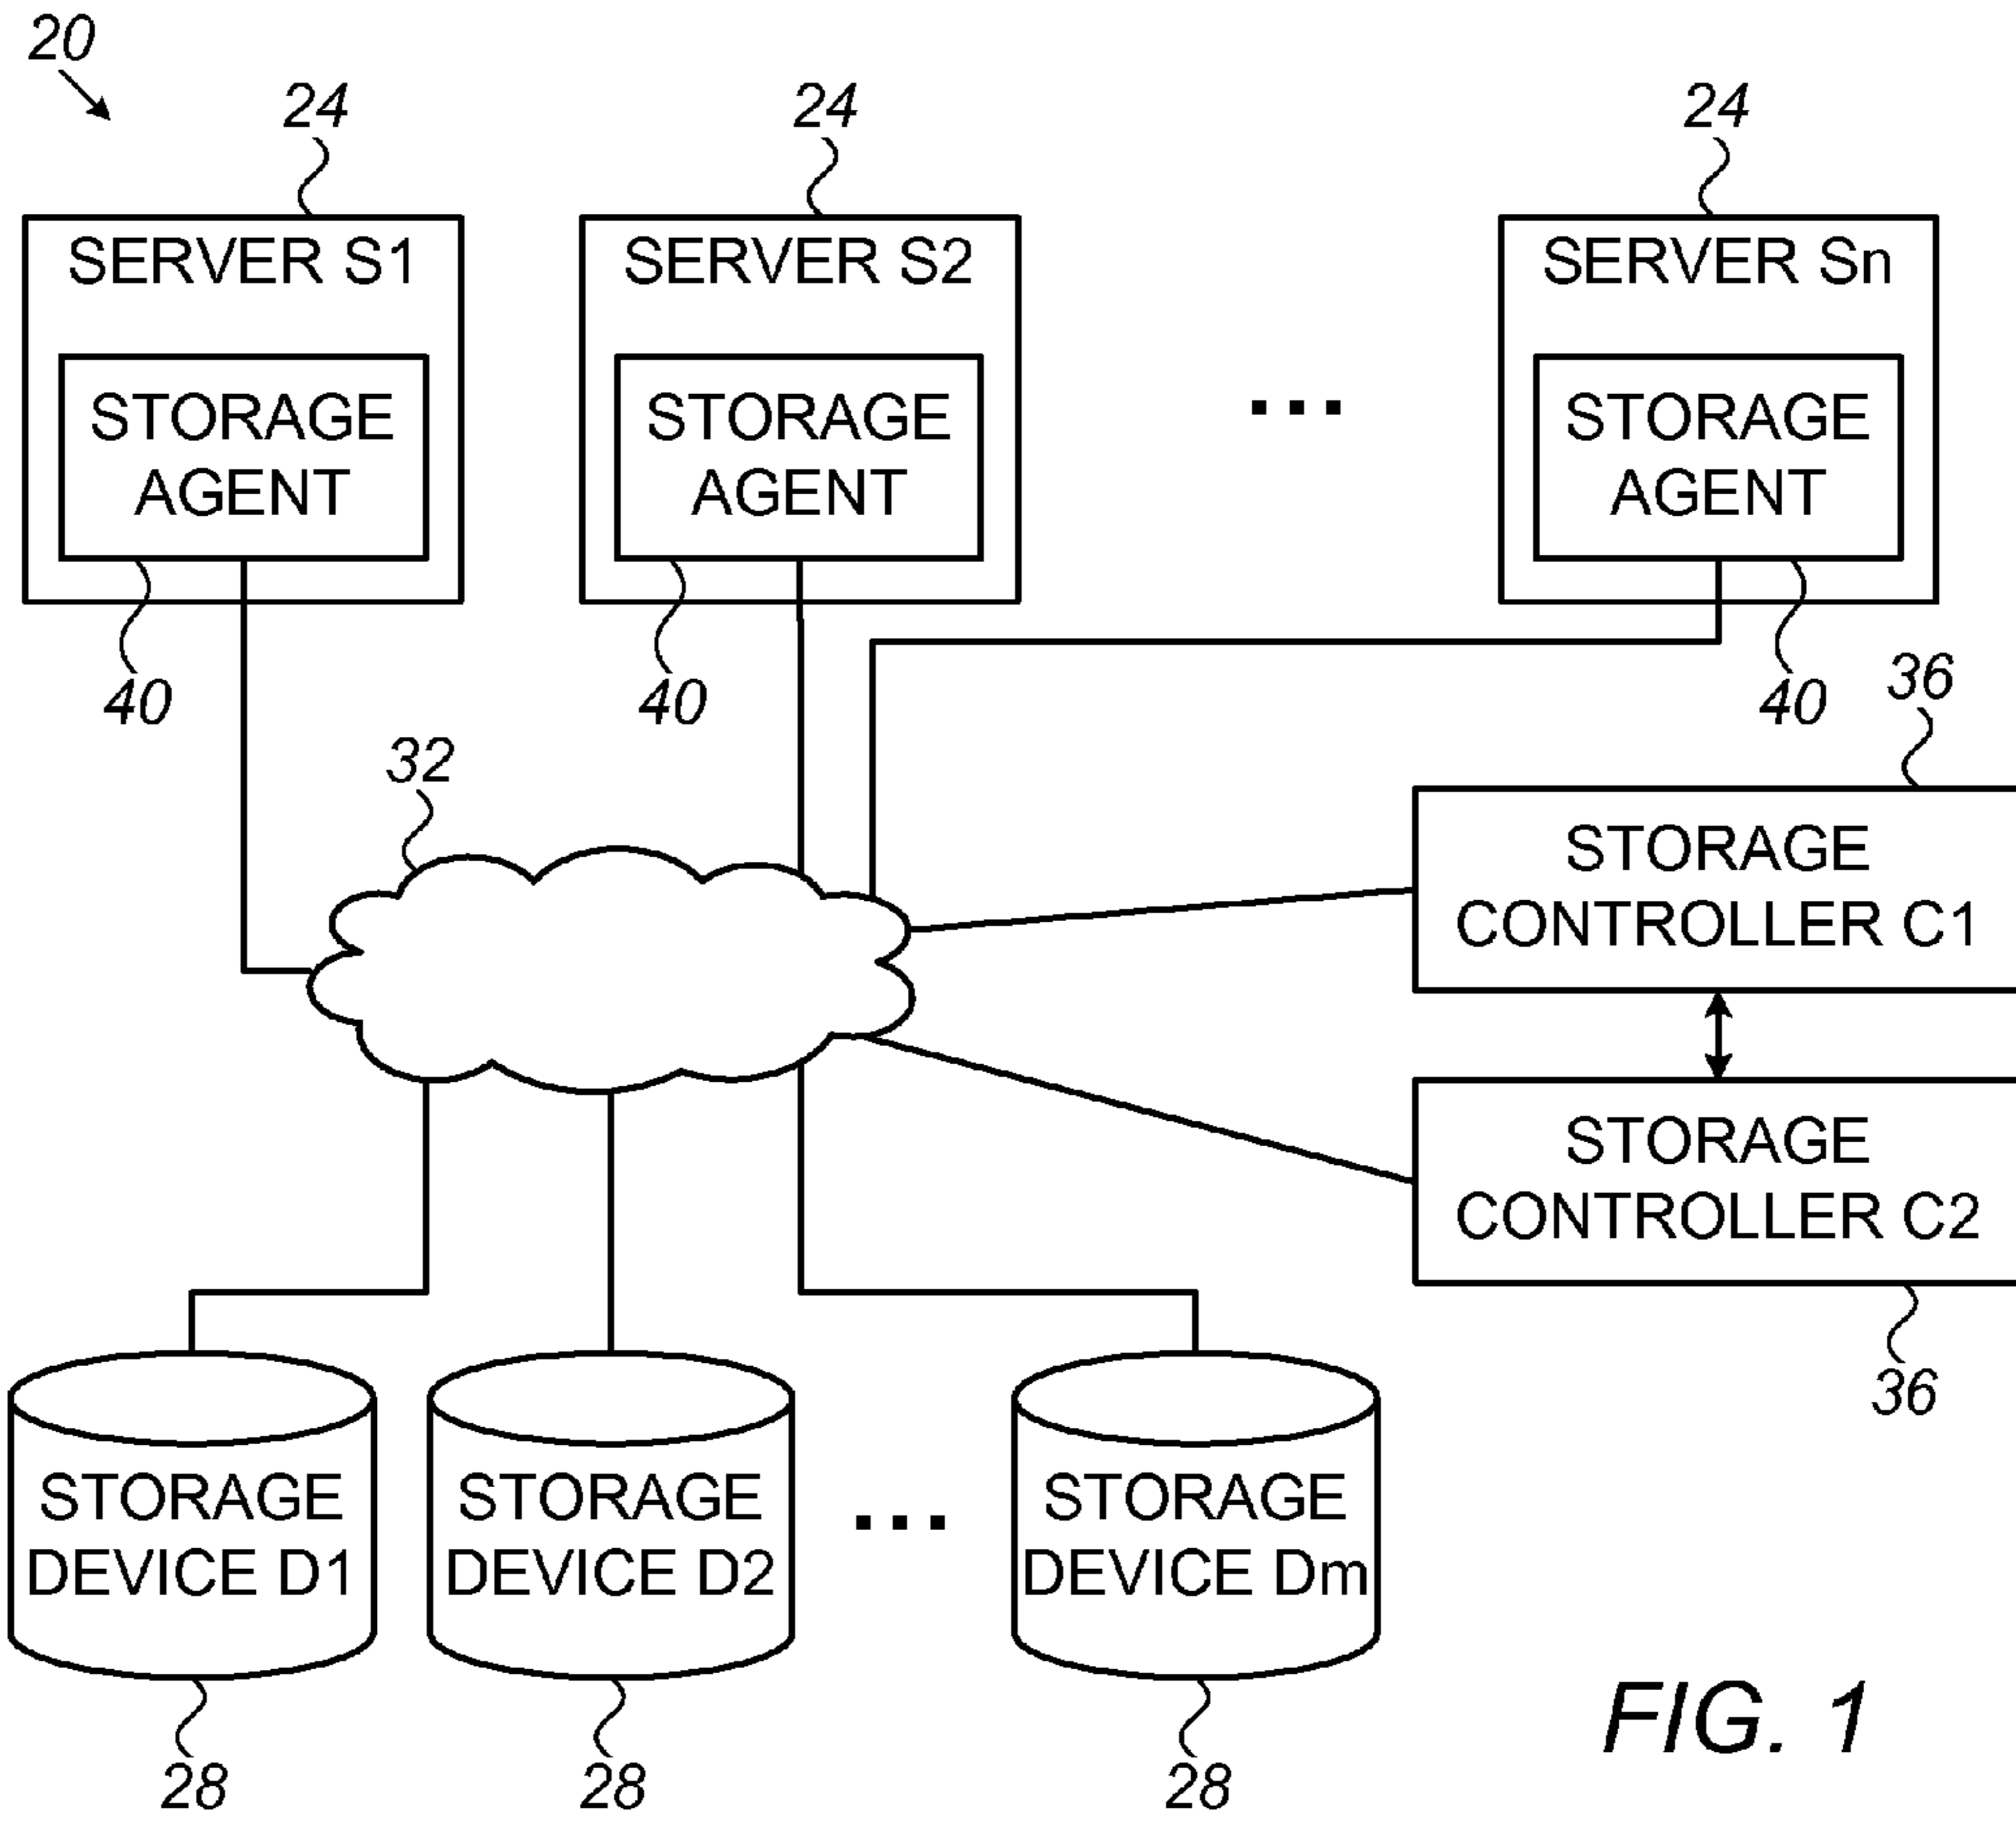 20
24
24
24
SERVER S1
SERVER S2
SERVER Sn
STORAGE
AGENT
STORAGE
AGENT
...
STORAGE
AGENT
40
40
40
32
36
STORAGE
CONTROLLER C1
STORAGE
CONTROLLER C2
36
STORAGE
DEVICE D1
STORAGE
DEVICE D2
...
STORAGE
DEVICE Dm
28
28
28
FIG. 1